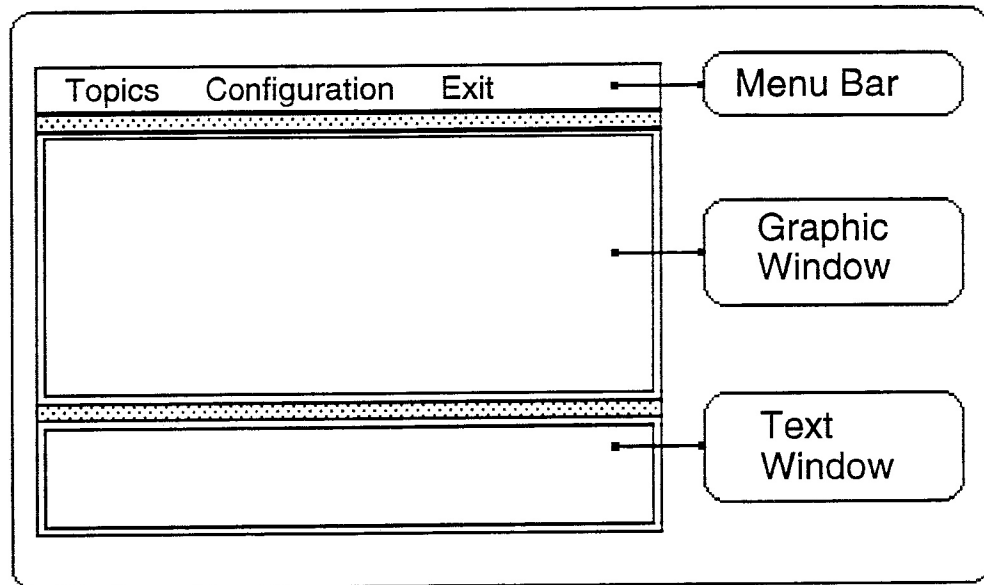 Topics Configuration Exit
Menu Bar
Graphic
Window
Text
Window